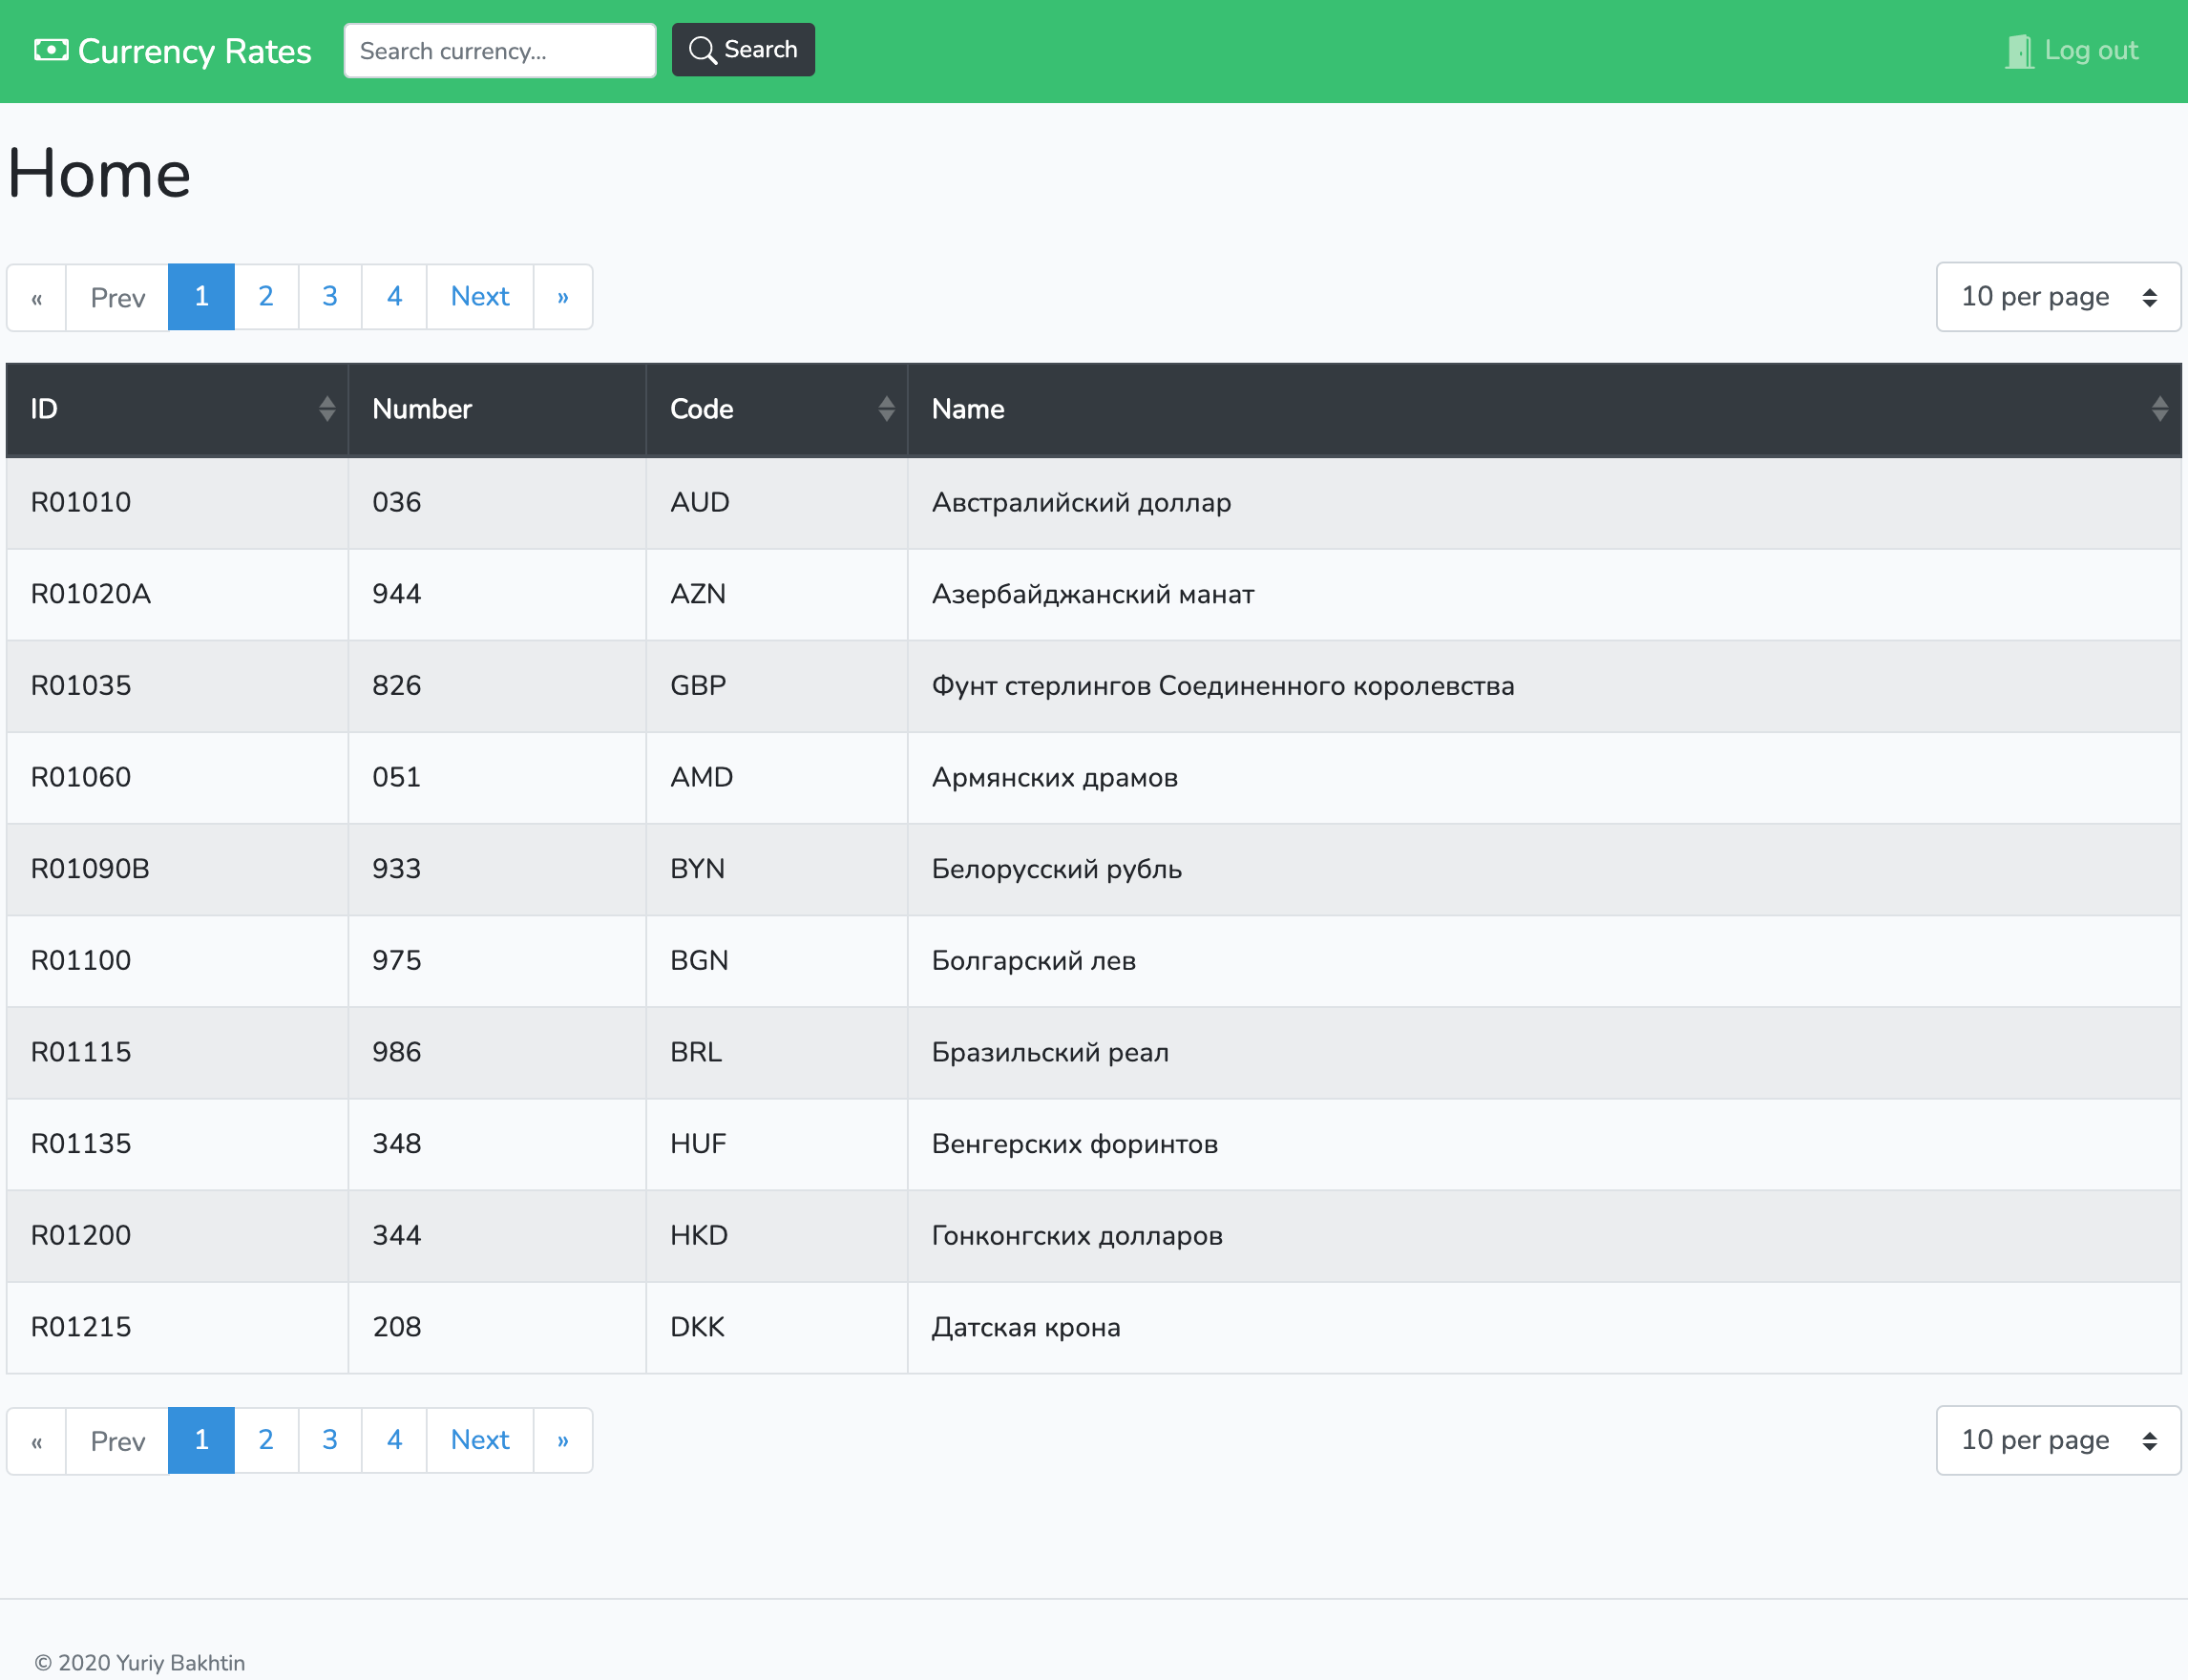 Currency Rates Search currency... Search Log out
Home
« Prev 1 2 3 4 Next » 10 per page
ID Number Code Name
R01010 036 AUD Австралийский доллар
R01020A 944 AZN Азербайджанский манат
R01035 826 GBP Фунт стерлингов Соединенного королевства
R01060 051 AMD Армянских драмов
R01090B 933 BYN Белорусский рубль
R01100 975 BGN Болгарский лев
R01115 986 BRL Бразильский реал
R01135 348 HUF Венгерских форинтов
R01200 344 HKD Гонконгских долларов
R01215 208 DKK Датская крона
« Prev 1 2 3 4 Next » 10 per page
© 2020 Yuriy Bakhtin